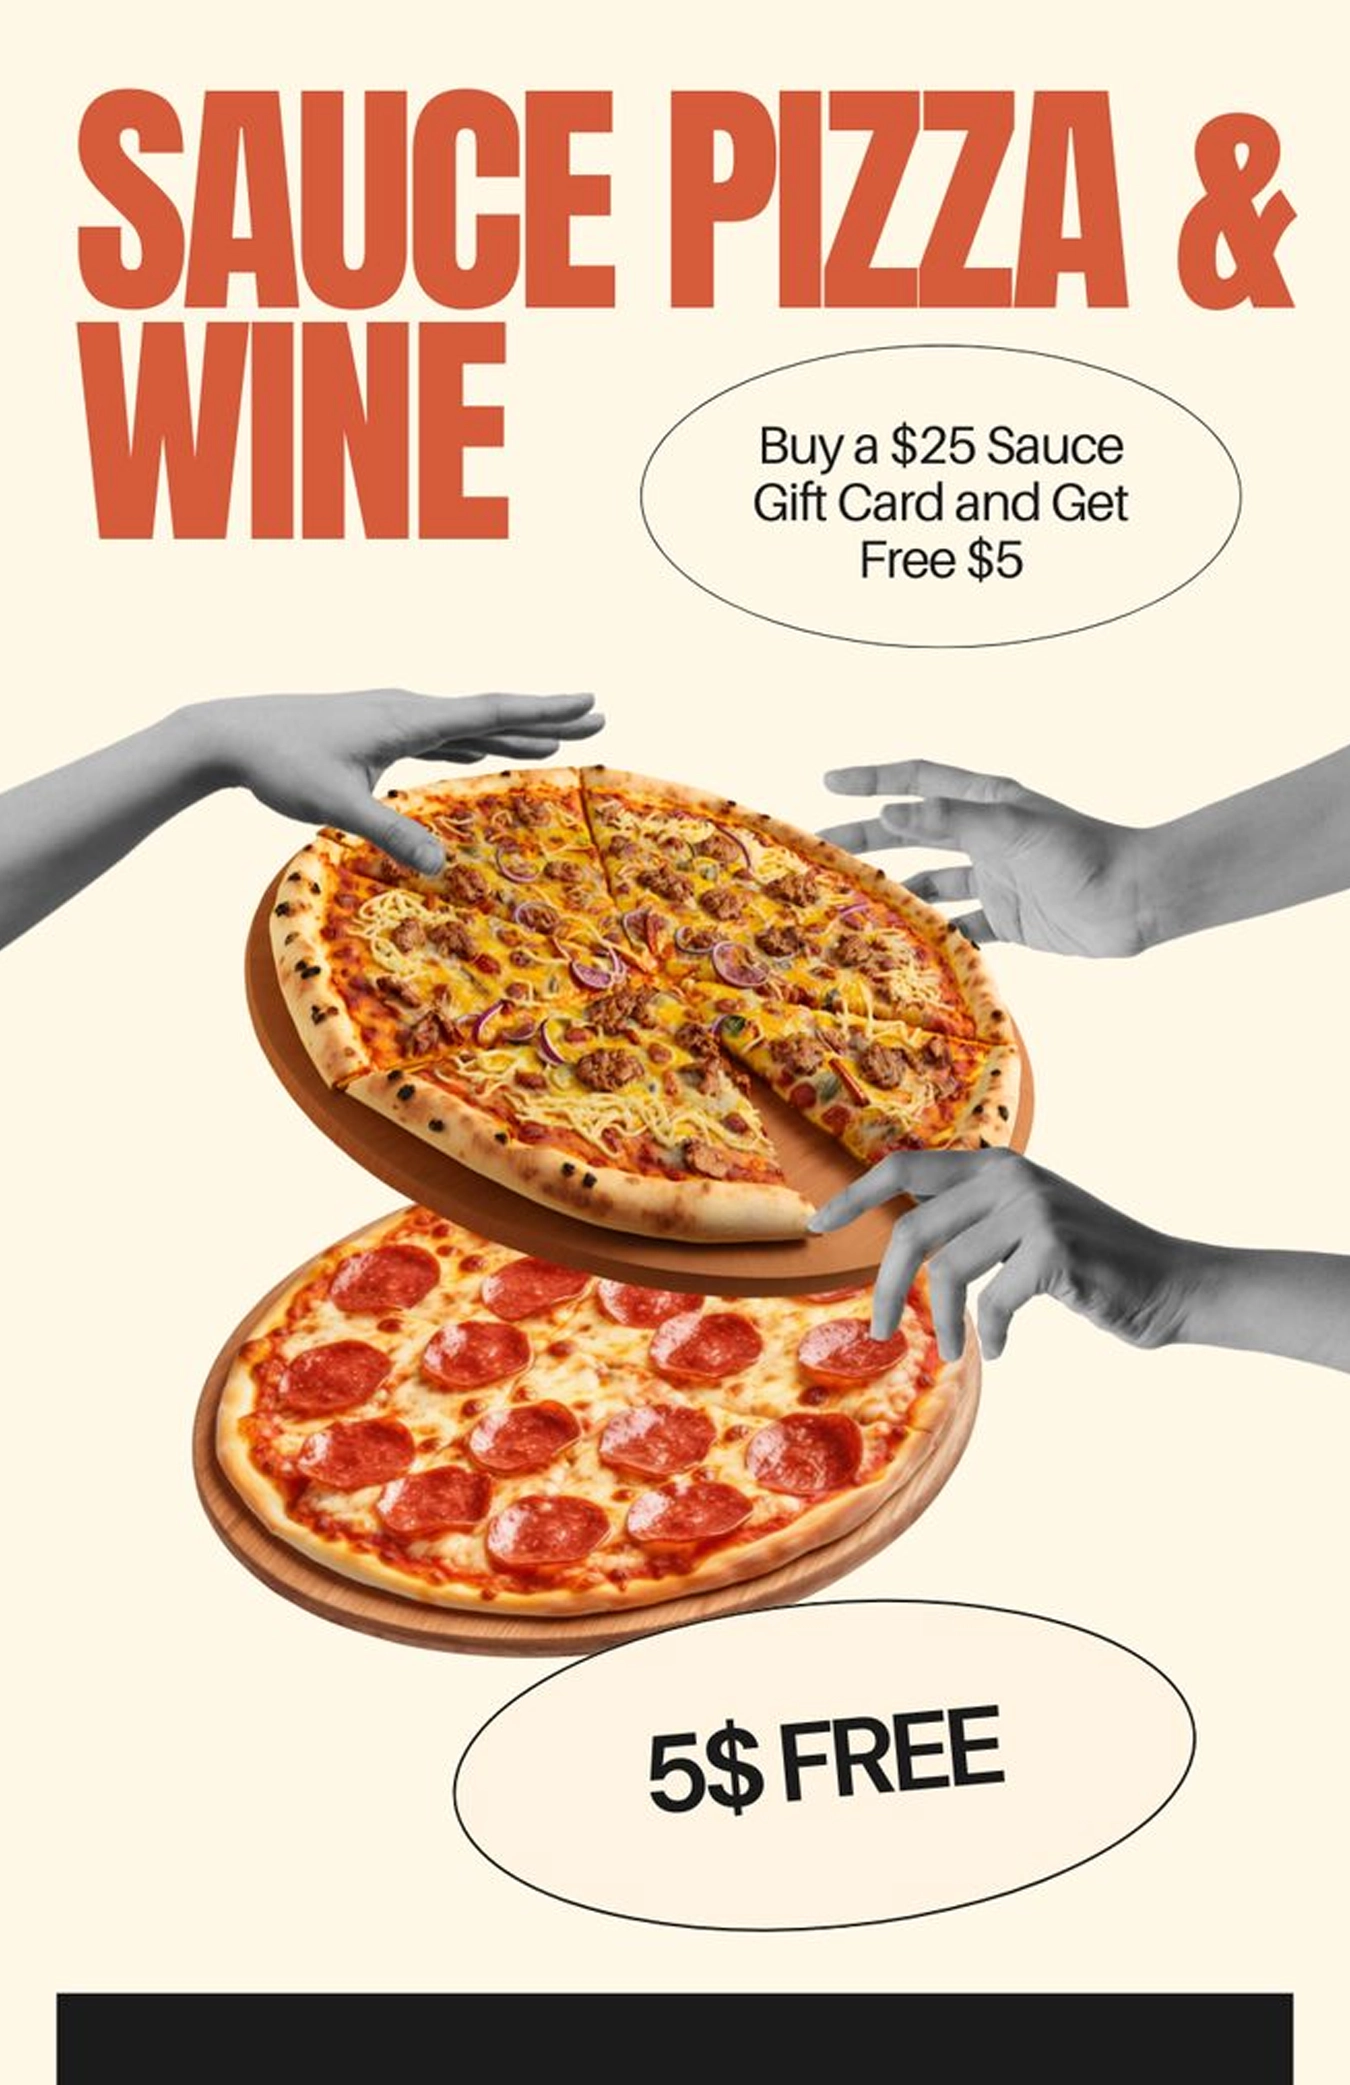 SAUCE PIZZA &
WINE
Buy a $25 Sauce
Gift Card and Get
Free $5
5$ FREE